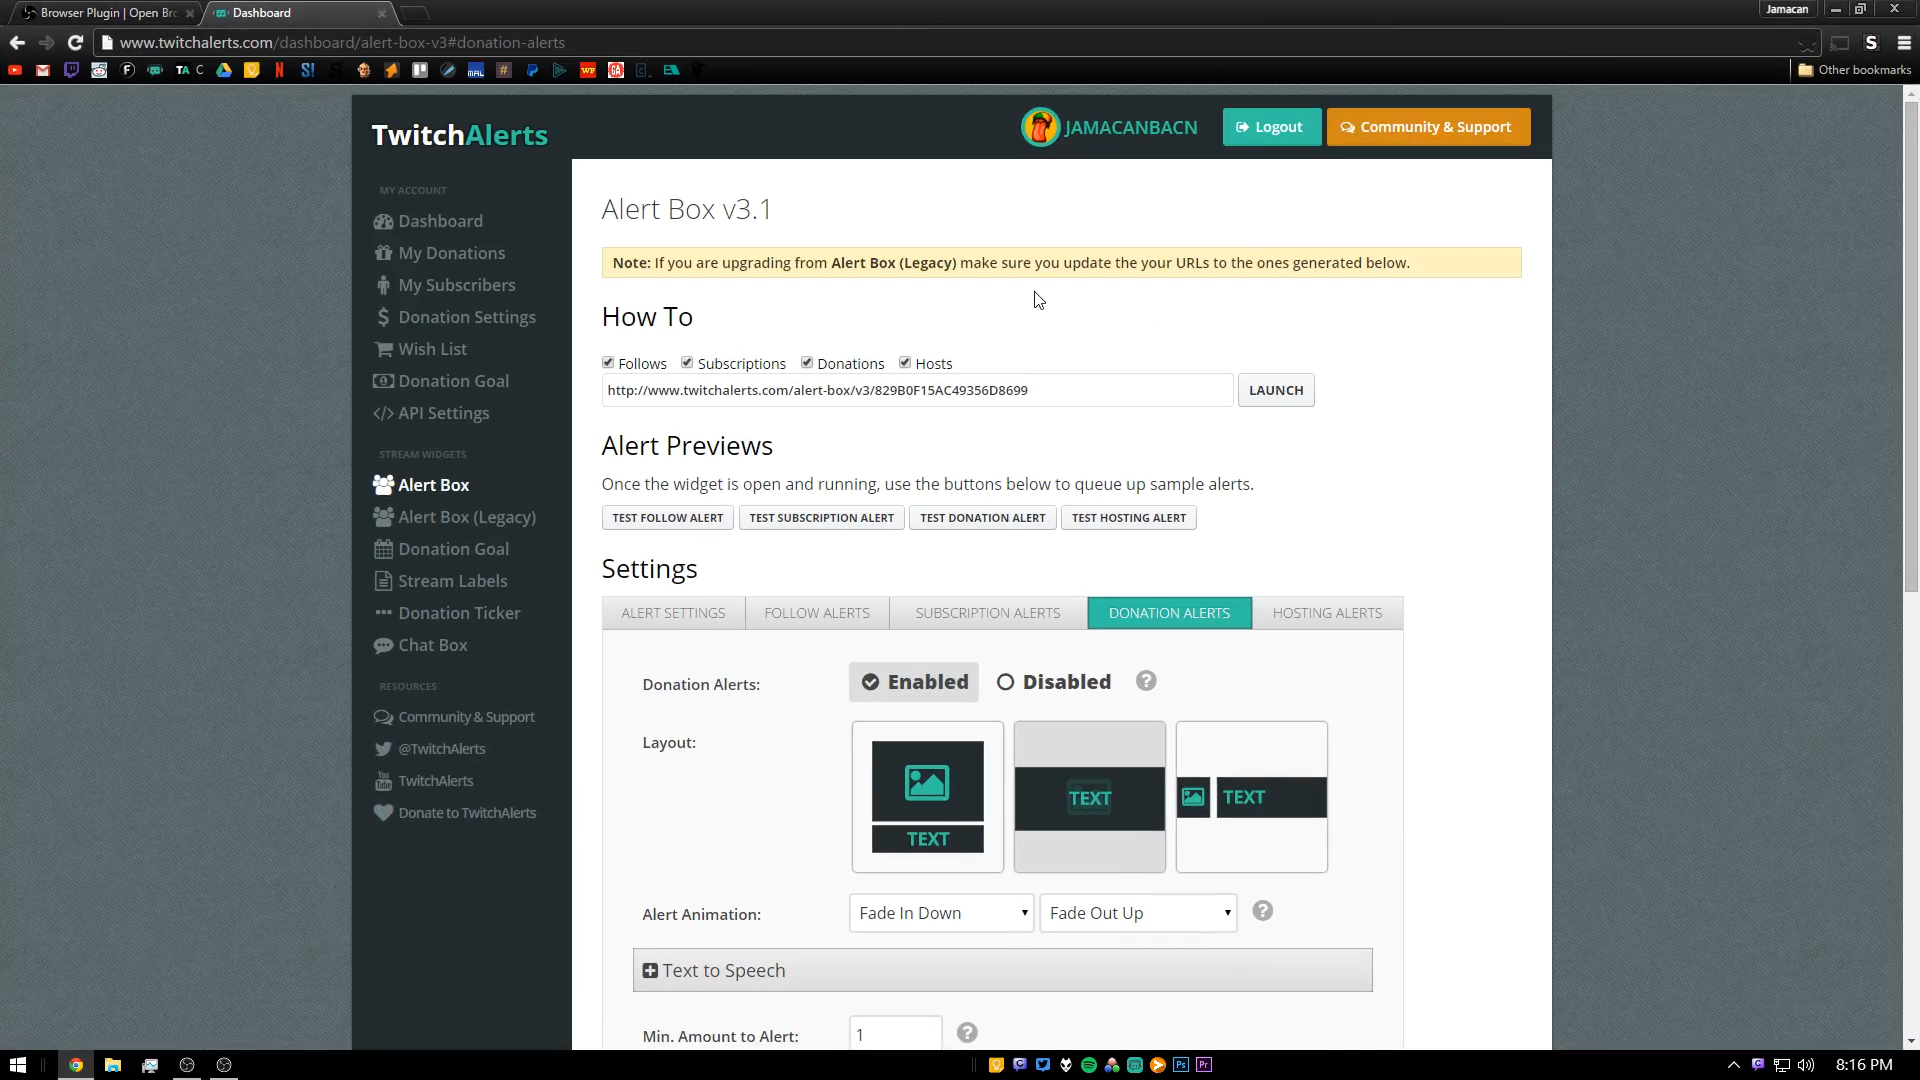 Browser Plugin | Open Bro
Dashboard
Jamacan
www.twitchalerts.com/dashboard/alert-box-v3#donation-alerts
TA C
S!
MAL
#
WF
GA
Other bookmarks
TwitchAlerts
JAMACANBACN
Logout
Community & Support
MY ACCOUNT
Dashboard
My Donations
My Subscribers
Donation Settings
Wish List
Donation Goal
API Settings
STREAM WIDGETS
Alert Box
Alert Box (Legacy)
Donation Goal
Stream Labels
Donation Ticker
Chat Box
RESOURCES
Community & Support
@TwitchAlerts
TwitchAlerts
Donate to TwitchAlerts
Alert Box v3.1
Note: If you are upgrading from Alert Box (Legacy) make sure you update the your URLs to the ones generated below.
How To
Follows Subscriptions Donations Hosts
http://www.twitchalerts.com/alert-box/v3/829B0F15AC49356D8699
LAUNCH
Alert Previews
Once the widget is open and running, use the buttons below to queue up sample alerts.
TEST FOLLOW ALERT TEST SUBSCRIPTION ALERT TEST DONATION ALERT TEST HOSTING ALERT
Settings
ALERT SETTINGS FOLLOW ALERTS SUBSCRIPTION ALERTS DONATION ALERTS HOSTING ALERTS
Donation Alerts: Enabled Disabled ?
Layout:
TEXT
TEXT
TEXT
Alert Animation: Fade In Down Fade Out Up ?
Text to Speech
Min. Amount to Alert: 1 ?
Ps
Pr
8:16 PM